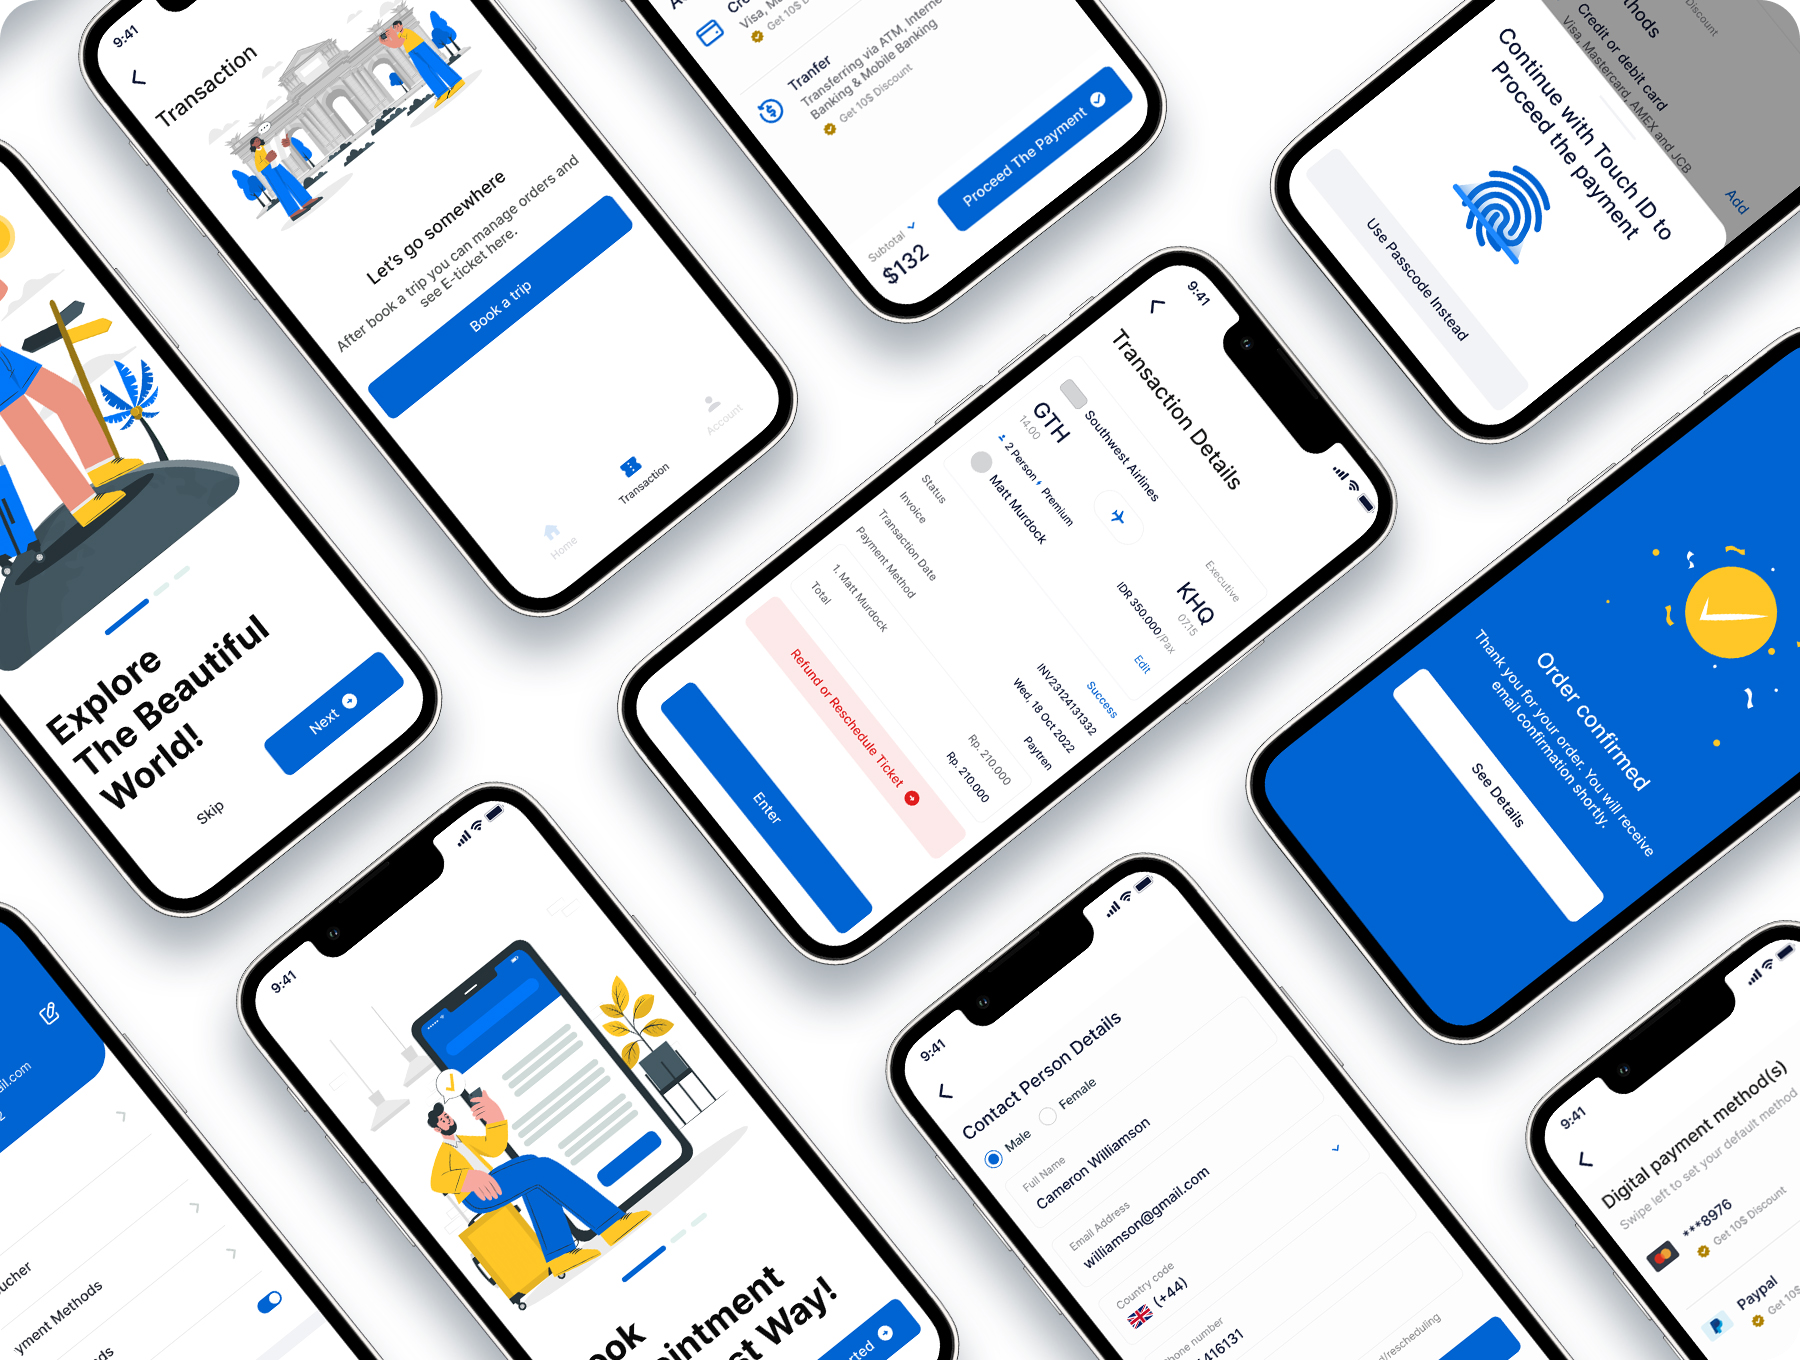 9:41
Transaction
Let's go somewhere
After book a trip you can manage orders and
see E-ticket here.
Book a trip
Home
Transaction
Account
Visa, M
Get 10$
Tranfer
Transferring via ATM, Interne
Banking & Mobile Banking
Get 10$ Discount
Subtotal
$132
Proceed The Payment
thods
Discount
Credit or debit card
Visa, Mastercard, AMEX and JCB
Add
Continue with Touch ID to
Proceed the payment
Use Passcode Instead
Explore
The Beautiful
World!
Next
Skip
9:41
Transaction Details
Southwest Airlines
Executive
GTH
14.00
KHQ
07.15
2 Person
Premium
IDR 350.000/Pax
Matt Murdock
Edit
Status
Success
Invoice
INV23124131332
Transaction Date
Wed, 18 Oct 2022
Payment Method
Paytren
1. Matt Murdock
Rp. 210.000
Total
Rp. 210.000
Refund or Reschedule Ticket
Enter
Order confirmed
Thank you for your order. You will receive
email confirmation shortly.
See Details
ail.com
2
ucher
yment Methods
ds
9:41
ook
ointment
st Way!
rted
9:41
Contact Person Details
Male
Female
Full Name
Cameron Williamson
Email Address
williamson@gmail.com
Country code
(+44)
hone number
416131
d/rescheduling
9:41
Digital payment method(s)
Swipe left to set your default method
***8976
Get 10$ Discount
Paypal
Get 10$